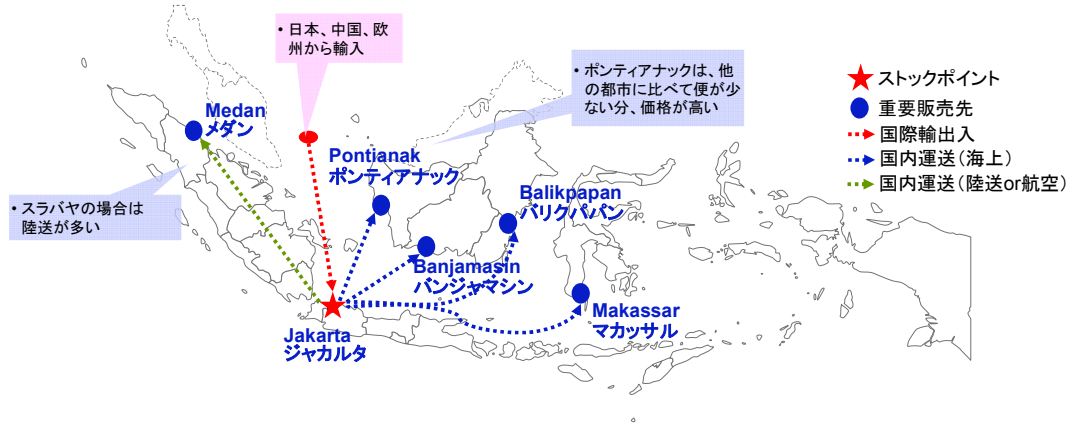 ・日本、中国、欧
州から輸入
・ポンティアナックは、他
の都市に比べて便が少
ない分、価格が高い
ストックポイント
重要販売先
国際輸出入
国内運送(海上)
国内運送(陸送or航空)
Medan
メダン
Pontianak
ポンティアナック
Balikpapan
バリクパパン
・スラバヤの場合は
陸送が多い
Banjamasin
バンジャマシン
Makassar
マカッサル
Jakarta
ジャカルタ